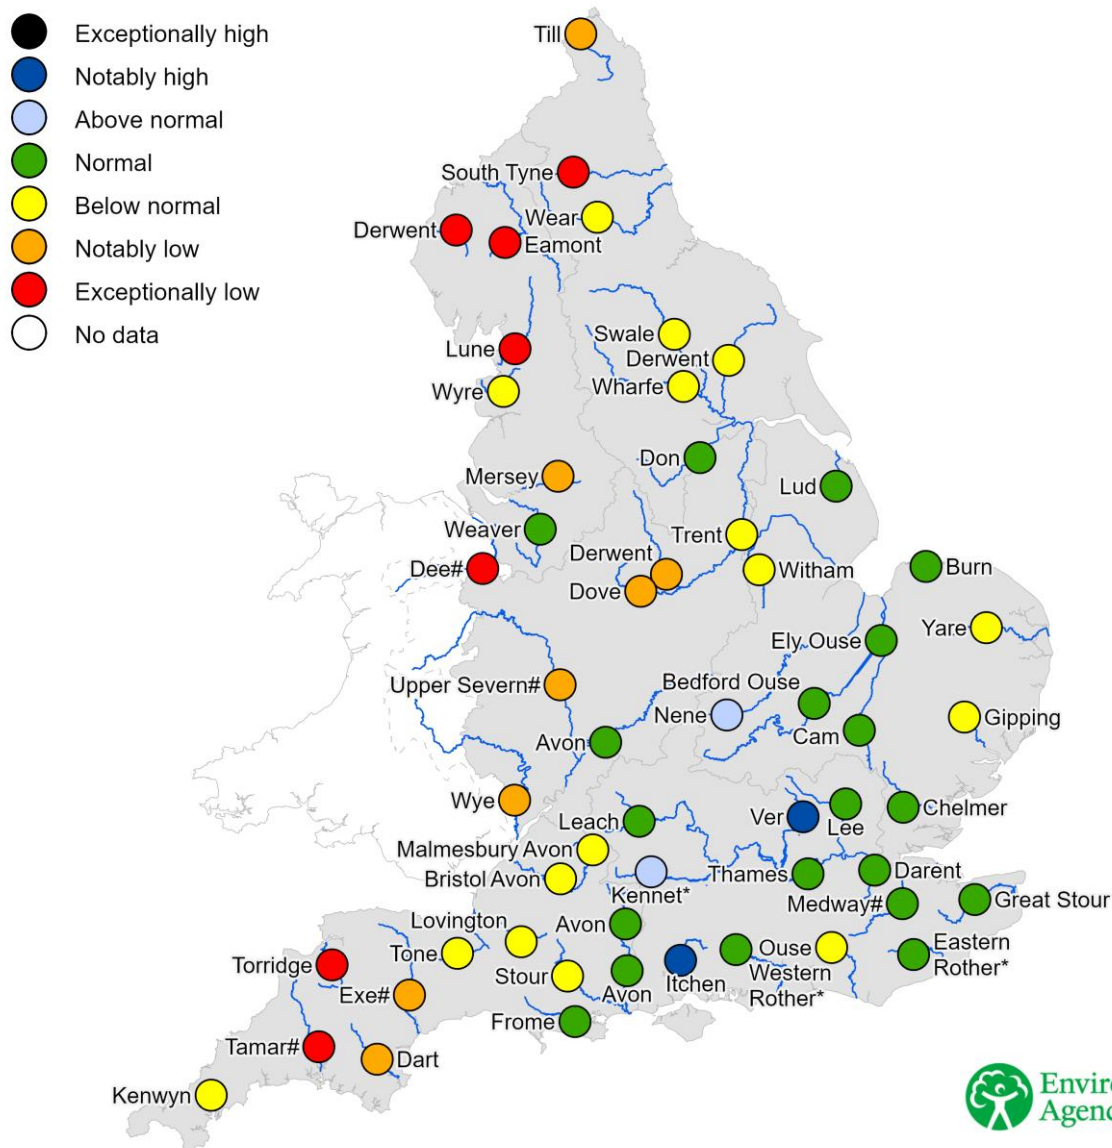 Exceptionally high
Notably high
Above normal
Normal
Below normal
Notably low
Exceptionally low
No data
Till
South Tyne
Wear
Derwent
Eamont
Lune
Swale
Derwent
Wyre
Wharfe
Don
Mersey
Lud
Weaver
Trent
Derwent
Dee#
Witham
Burn
Dove
Yare
Ely Ouse
Upper Severn#
Bedford Ouse
Nene
Gipping
Cam
Avon
Wye
Leach
Ver
Lee
Chelmer
Malmesbury Avon
Bristol Avon
Kennet*
Thames
Darent
Medway#
Great Stour
Lovington
Avon
Tone
Ouse
Eastern
Rother*
Torridge
Stour
Avon
Itchen
Western
Rother*
Exe#
Frome
Tamar#
Dart
Kenwyn
Enviro
Agenc